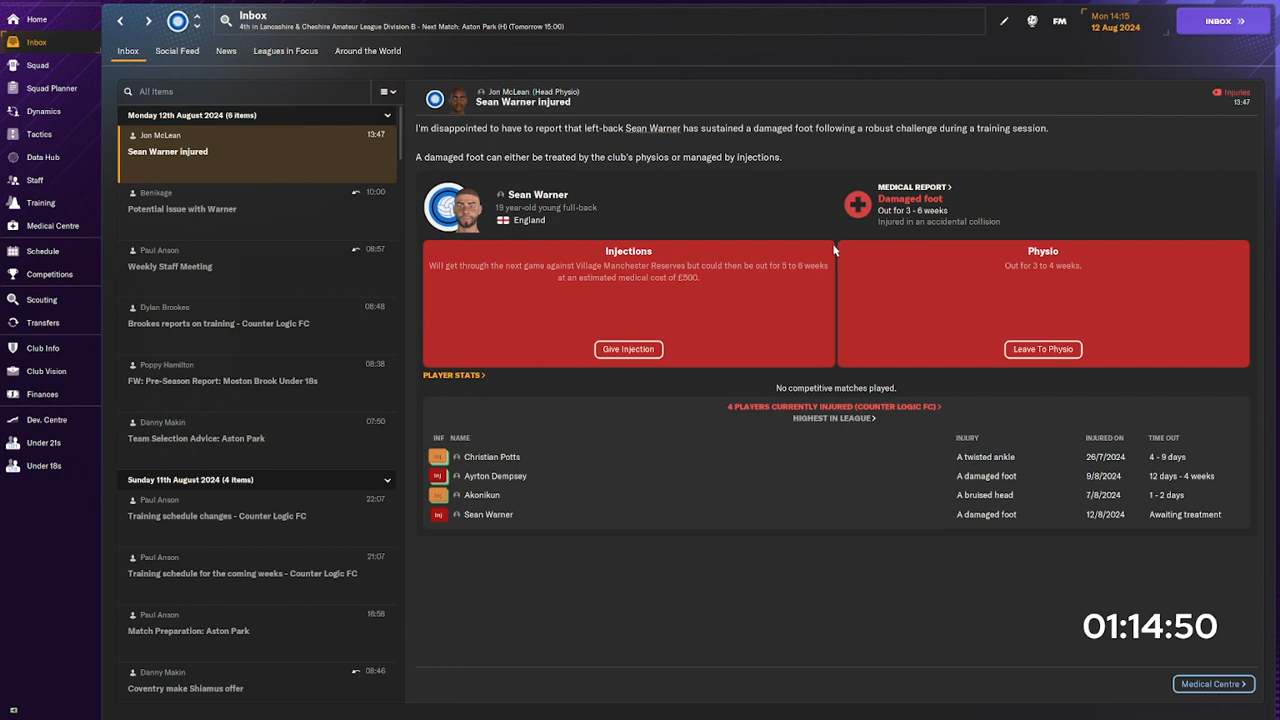 Home
Inbox
Squad
Squad Planner
Dynamics
Tactics
Data Hub
Staff
Training
Medical Centre
Schedule
Competitions
Scouting
Transfers
Club Info
Club Vision
Finances
Dev. Centre
Under 21s
Under 18s
Inbox
4th in Lancashire & Cheshire Amateur League Division B - Next Match: Aston Park (H) (Tomorrow 15:00)
FM
Mon 14:15
12 Aug 2024
INBOX
Inbox Social Feed News Leagues in Focus Around the World
All Items
Monday 12th August 2024 (6 items)
Jon McLean 13:47
Sean Warner injured
Benikage 10:00
Potential issue with Warner
Paul Anson 08:57
Weekly Staff Meeting
Dylan Brookes 08:48
Brookes reports on training - Counter Logic FC
Poppy Hamilton 08:38
FW: Pre-Season Report: Moston Brook Under 18s
Danny Makin 07:50
Team Selection Advice: Aston Park
Sunday 11th August 2024 (4 items)
Paul Anson 22:07
Training schedule changes - Counter Logic FC
Paul Anson 21:07
Training schedule for the coming weeks - Counter Logic FC
Paul Anson 16:58
Match Preparation: Aston Park
Danny Makin 08:46
Coventry make Shiamus offer
Jon McLean (Head Physio)
Sean Warner injured
Injuries
13:47
I'm disappointed to have to report that left-back Sean Warner has sustained a damaged foot following a robust challenge during a training session.
A damaged foot can either be treated by the club's physios or managed by injections.
Sean Warner
19 year-old young full-back
England
MEDICAL REPORT >
Damaged foot
Out for 3 - 6 weeks
Injured in an accidental collision
Injections
Will get through the next game against Village Manchester Reserves but could then be out for 5 to 6 weeks
at an estimated medical cost of £500.
Give Injection
Physio
Out for 3 to 4 weeks.
Leave To Physio
PLAYER STATS >
No competitive matches played.
4 PLAYERS CURRENTLY INJURED (COUNTER LOGIC FC) >
HIGHEST IN LEAGUE >
INF NAME INJURY INJURED ON TIME OUT
Inj Christian Potts A twisted ankle 26/7/2024 4 - 9 days
Inj Ayrton Dempsey A damaged foot 9/8/2024 12 days - 4 weeks
Inj Akonikun A bruised head 7/8/2024 1 - 2 days
Inj Sean Warner A damaged foot 12/8/2024 Awaiting treatment
01:14:50
Medical Centre >